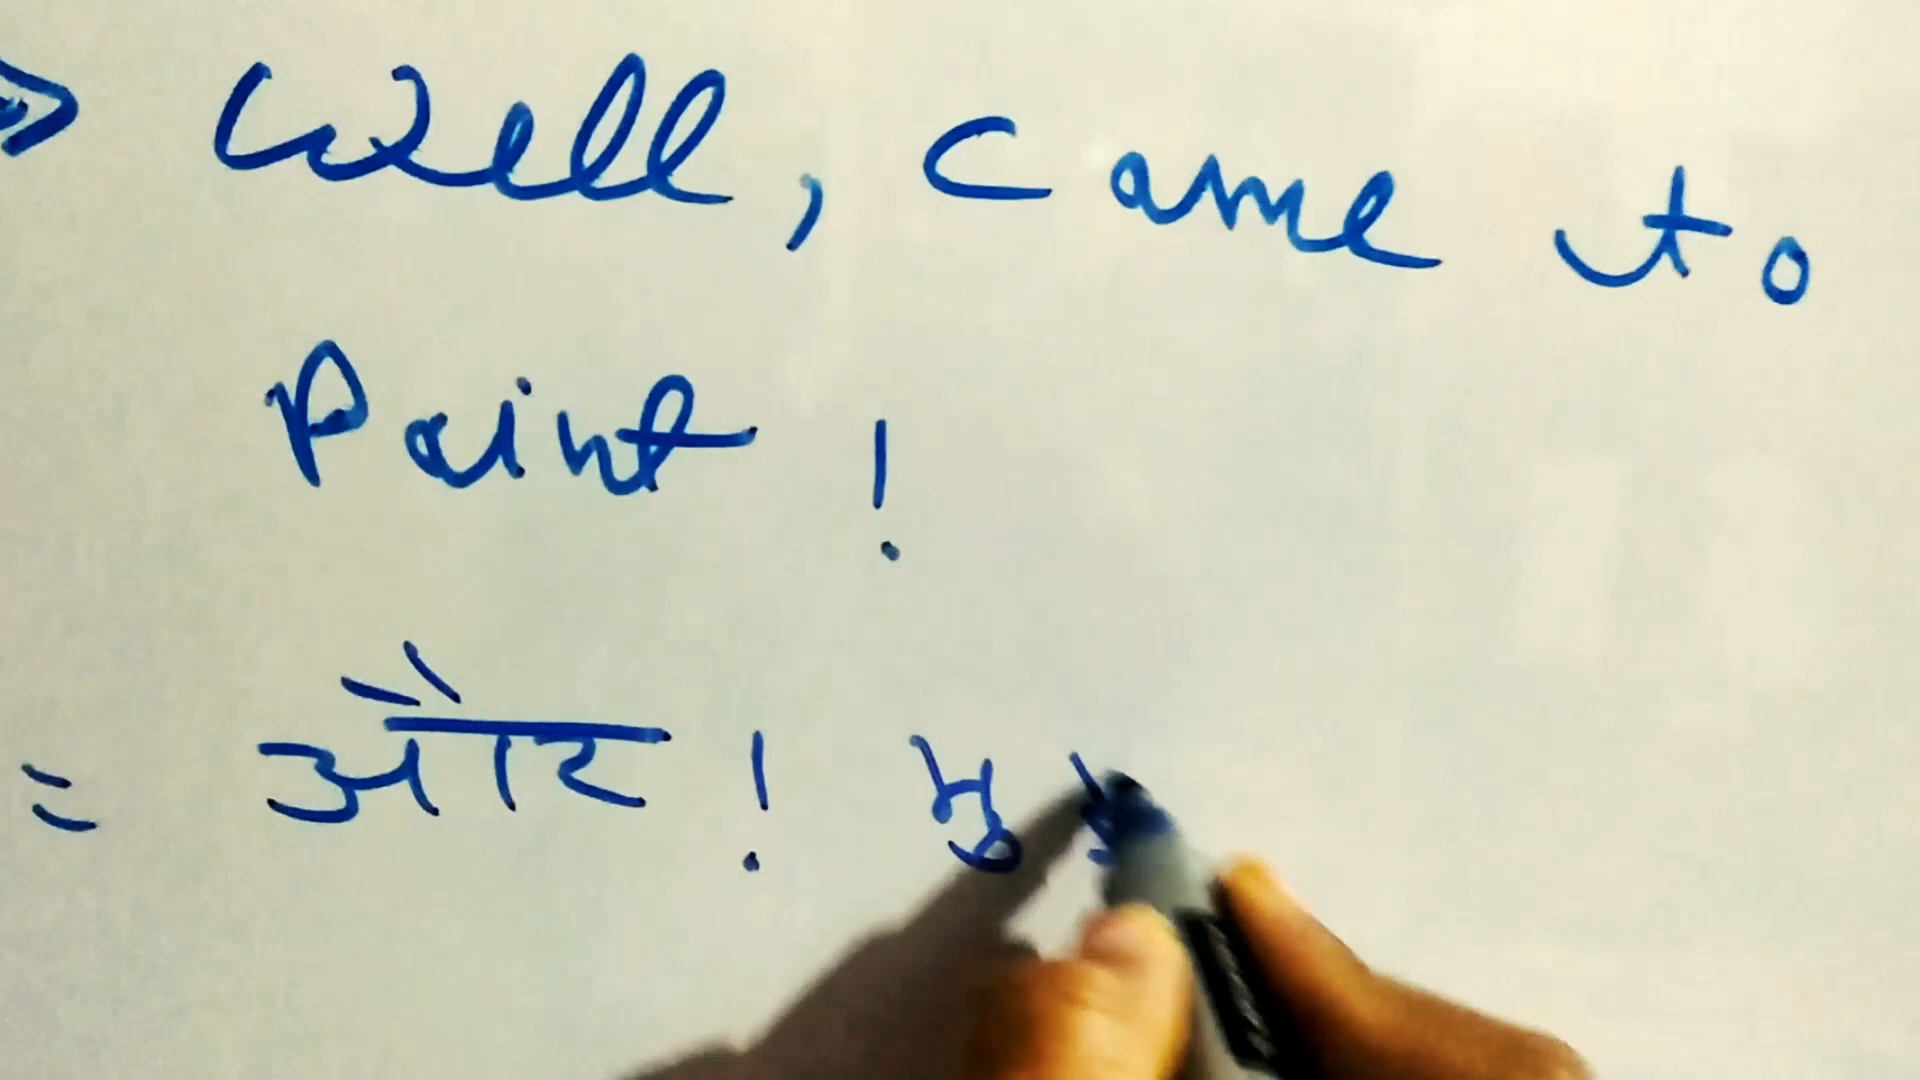 ⇒ Well, Came to
Point !
= और ! मु